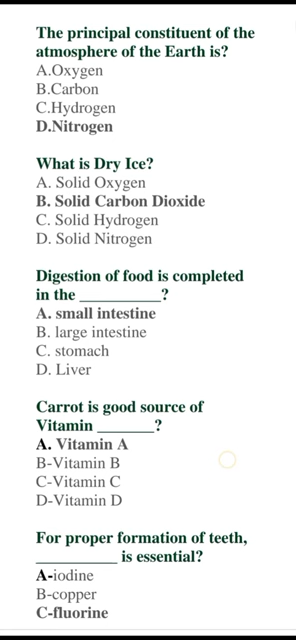 The principal constituent of the
atmosphere of the Earth is?
A.Oxygen
B.Carbon
C.Hydrogen
D.Nitrogen
What is Dry Ice?
A. Solid Oxygen
B. Solid Carbon Dioxide
C. Solid Hydrogen
D. Solid Nitrogen
Digestion of food is completed
in the __________?
A. small intestine
B. large intestine
C. stomach
D. Liver
Carrot is good source of
Vitamin _______?
A. Vitamin A
B-Vitamin B
C-Vitamin C
D-Vitamin D
For proper formation of teeth,
__________ is essential?
A-iodine
B-copper
C-fluorine